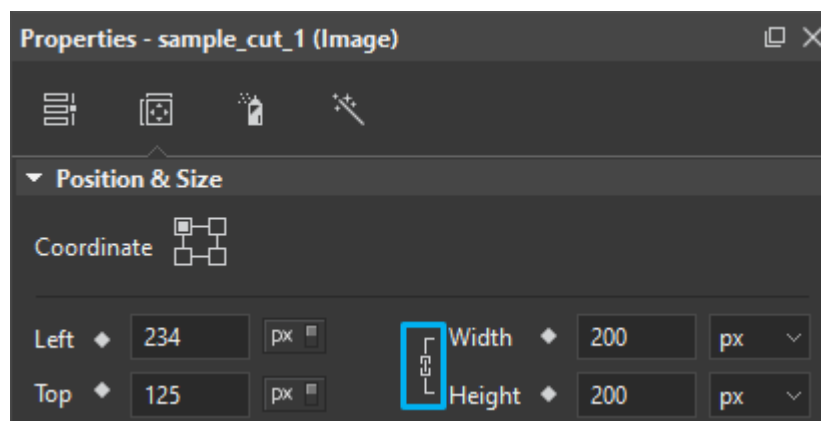 Properties - sample_cut_1 (Image)
Position & Size
Coordinate
Left 234 px Width 200 px
Top 125 px Height 200 px